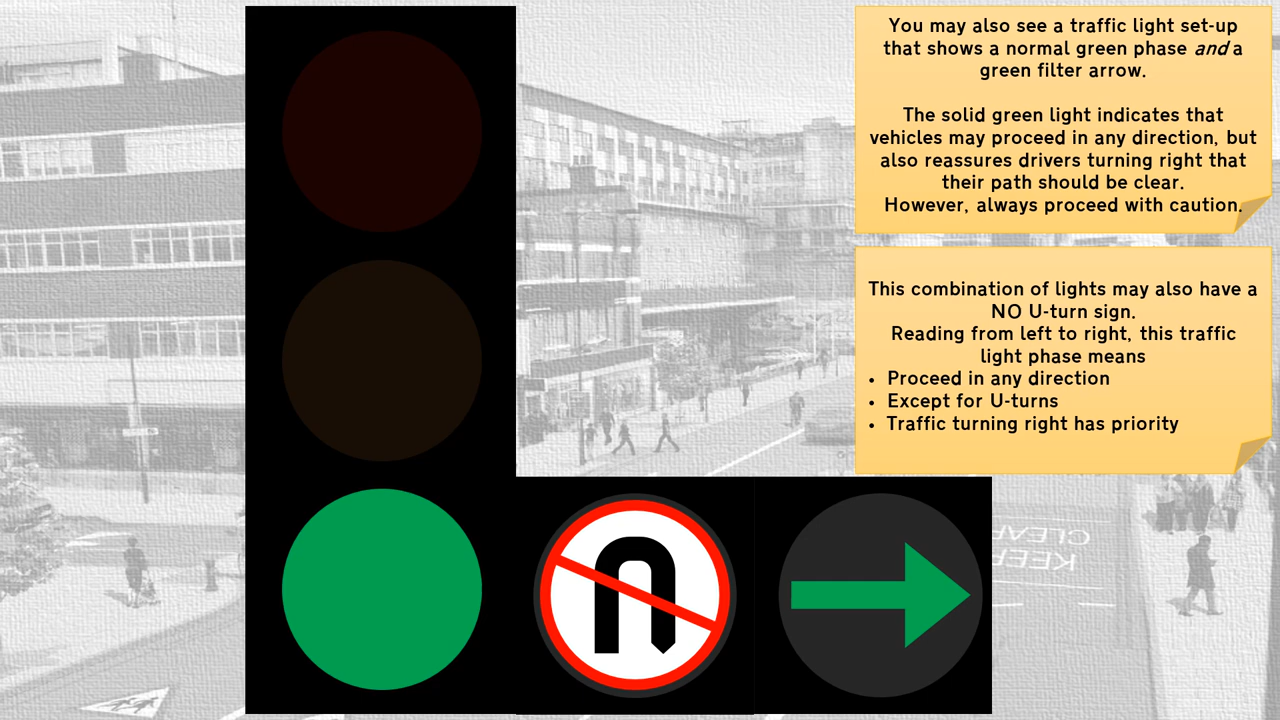 You may also see a traffic light set-up
that shows a normal green phase and a
green filter arrow.
The solid green light indicates that
vehicles may proceed in any direction, but
also reassures drivers turning right that
their path should be clear.
However, always proceed with caution.
This combination of lights may also have a
NO U-turn sign.
Reading from left to right, this traffic
light phase means
• Proceed in any direction
• Except for U-turns
• Traffic turning right has priority
KEEP
CLEAR